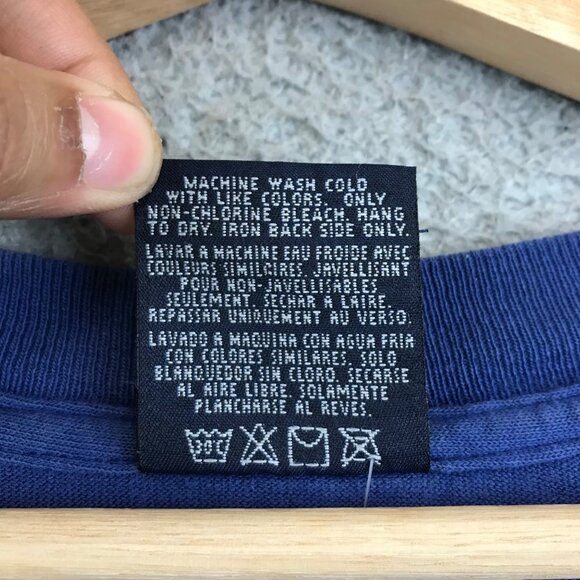 MACHINE WASH COLD
WITH LIKE COLORS. ONLY
NON-CHLORINE BLEACH. HANG
TO DRY. IRON BACK SIDE ONLY.
LAVAR A MACHINE EAU FROIDE AVEC
COULEURS SIMILAIRES. JAVELLISANT
POUR NON-JAVELLISABLES
SEULEMENT. SECHAR A LAIRE.
REPASSAR UNIQUEMENT AU VERSO.
LAVADO A MAQUINA CON AGUA FRIA
CON COLORES SIMILARES. SOLO
BLANQUEDOR SIN CLORO. SECARSE
AL AIRE LIBRE. SOLAMENTE
PLANCHARSE AL REVES.
30°C